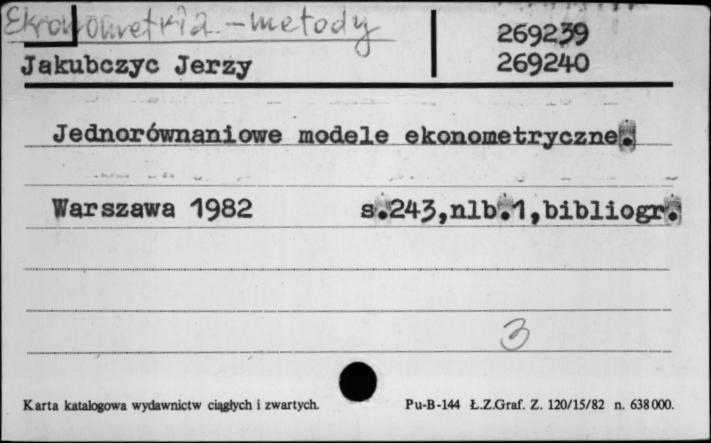 Ekonometria - metody
269239
Jakubczyc Jerzy
269240
Jednorównaniowe modele ekonometryczne.
Warszawa 1982 s.243,nlb.1,bibliogr.
3
Karta katalogowa wydawnictw ciągłych i zwartych. Pu-B-144 Ł.Z.Graf. Z. 120/15/82 n. 638000.